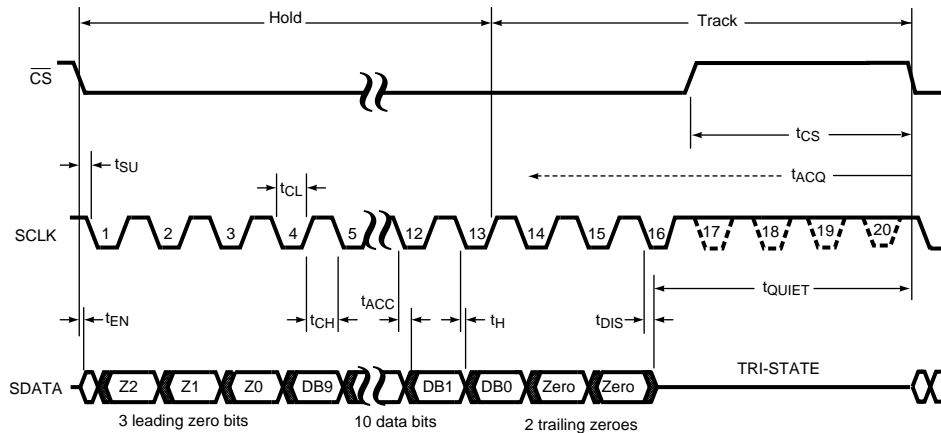 Hold Track
CS
tCS
tSU
tACQ
tCL
SCLK 1 2 3 4 5 12 13 14 15 16 17 18 19 20
tQUIET
tEN tCH tACC tH tDIS
SDATA Z2 Z1 Z0 DB9 DB1 DB0 Zero Zero TRI-STATE
3 leading zero bits 10 data bits 2 trailing zeroes